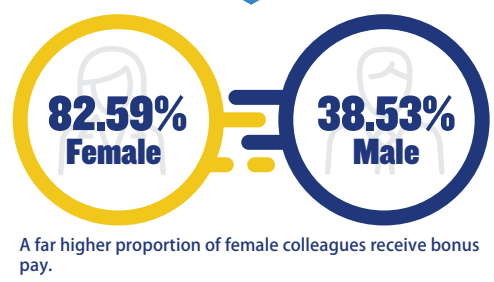 82.59%
Female
38.53%
Male
A far higher proportion of female colleagues receive bonus
pay.